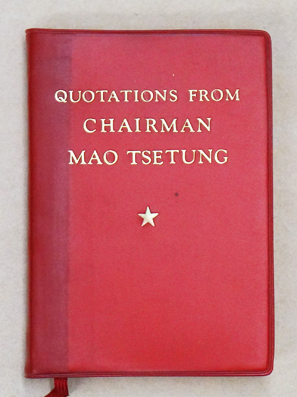 QUOTATIONS FROM
CHAIRMAN
MAO TSETUNG